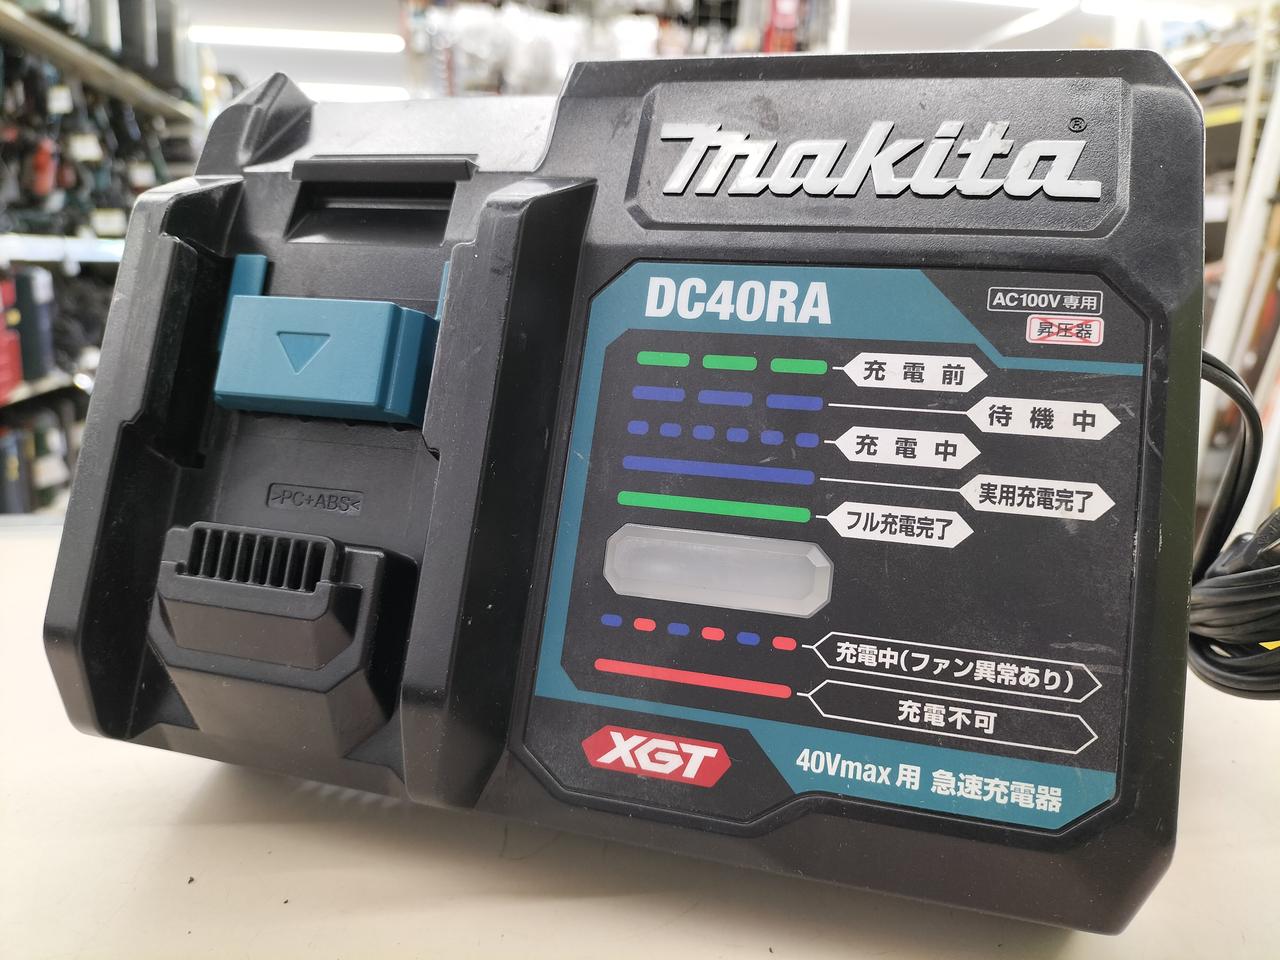 makita®
DC40RA
AC100V専用
昇圧器
充電前
待機中
充電中
実用充電完了
フル充電完了
>PC+ABS<
充電中(ファン異常あり)
充電不可
XGT
40Vmax用 急速充電器